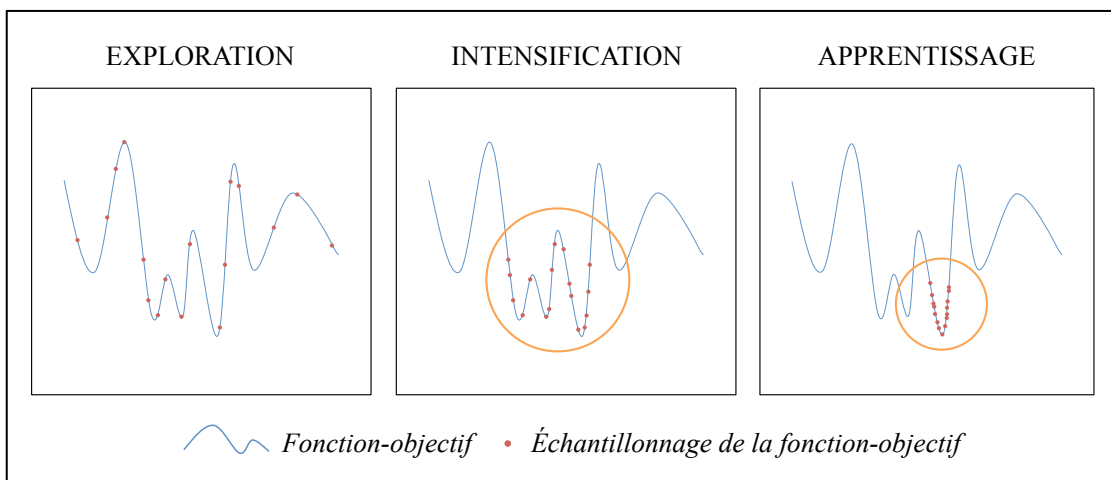 EXPLORATION
INTENSIFICATION
APPRENTISSAGE
Fonction-objectif
Échantillonnage de la fonction-objectif